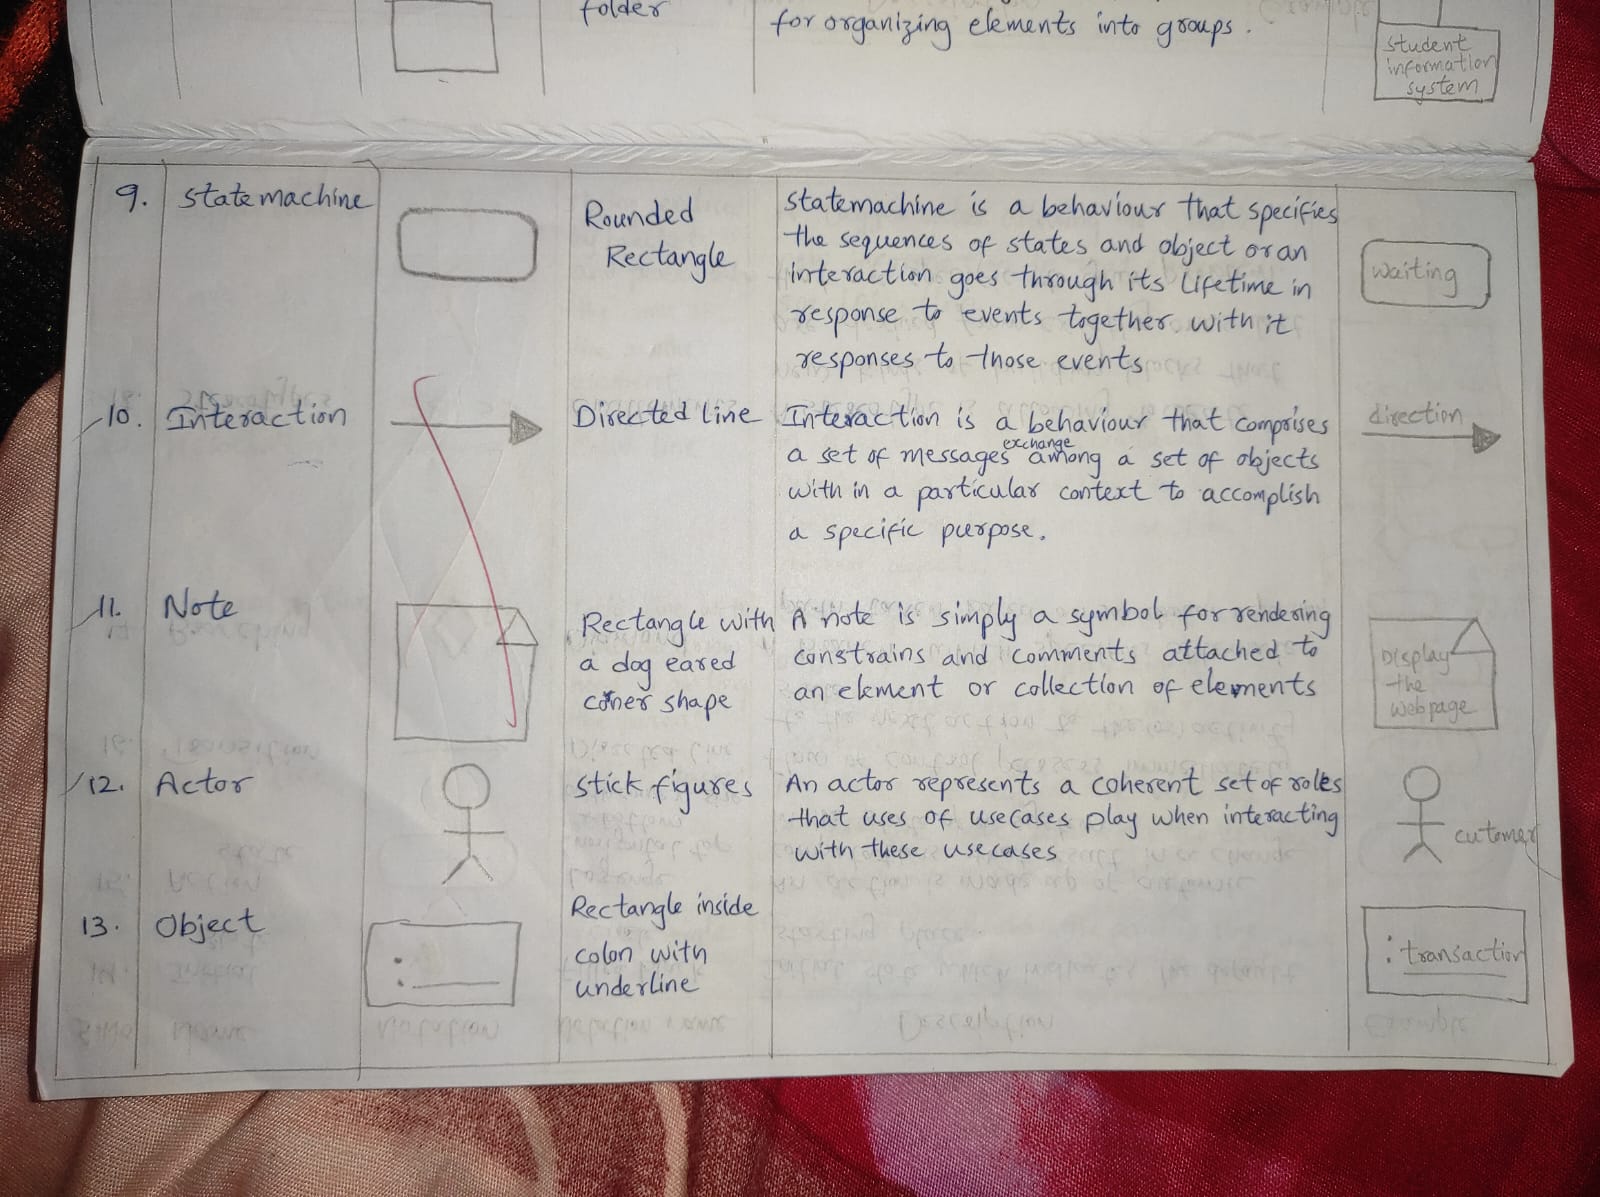 folder
for organizing elements into groups.
student
information
system
9. statemachine
Rounded
Rectangle
statemachine is a behaviour that specifies
the sequences of states and object or an
interaction goes through its lifetime in
response to events together with it
responses to those events
waiting
10. Interaction
Directed line
Interaction is a behaviour that comprises
a set of messages exchange among a set of objects
with in a particular context to accomplish
a specific purpose.
direction
11. Note
Rectangle with
a dog eared
corner shape
A note is simply a symbol for rendering
constrains and comments attached to
an element or collection of elements
Display
the
webpage
12. Actor
stick figures
An actor represents a coherent set of roles
that uses of usecases play when interacting
with these usecases
cutomer
13. Object
:
Rectangle inside
colon with
underline
: transaction